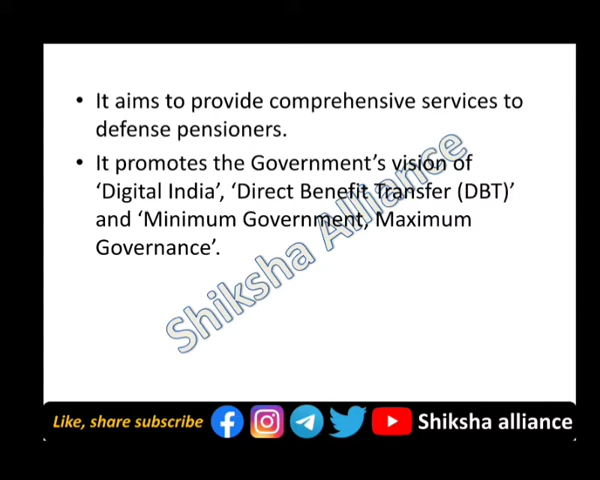 • It aims to provide comprehensive services to
defense pensioners.
• It promotes the Government's vision of
'Digital India', 'Direct Benefit Transfer (DBT)'
and 'Minimum Government, Maximum
Governance'.
Shiksha Alliance
Like, share subscribe
Shiksha alliance